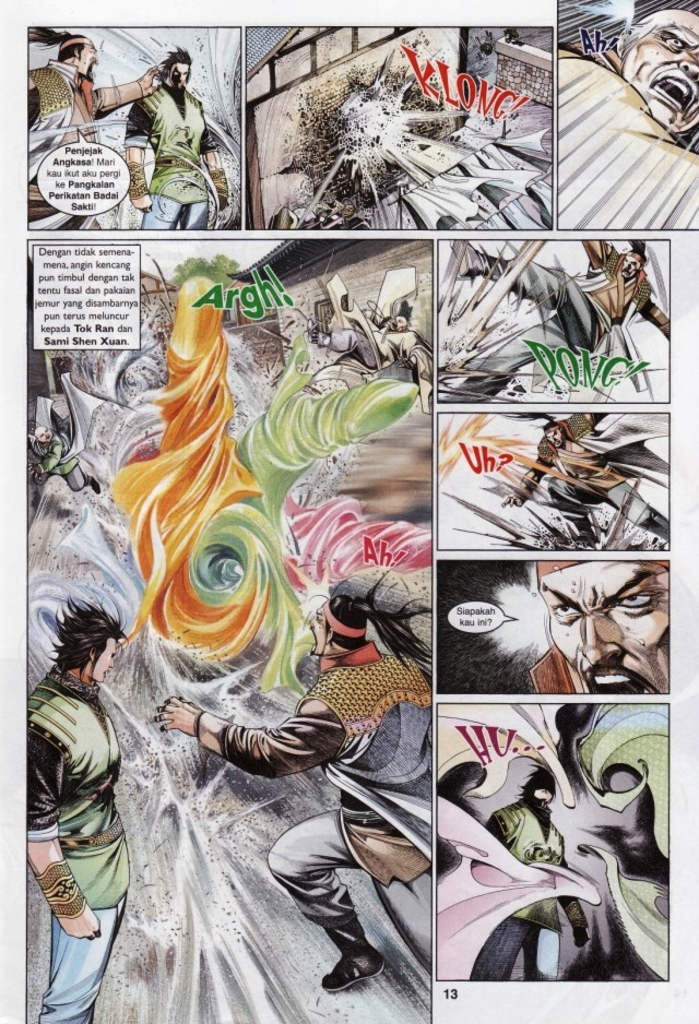 Penjejak
Angkasa! Mari
kau ikut aku pergi
ke Pangkalan
Perikatan Badai
Sakti!
KLONG!
Ah!
Dengan tidak semena-
mena, angin kencang
pun timbul dengan tak
tentu fasal dan pakaian
jemur yang disambarnya
pun terus meluncur
kepada Tok Ran dan
Sami Shen Xuan.
Argh!
Ah!
PONG!
Uh?
Siapakah
kau ini?
HU...
13